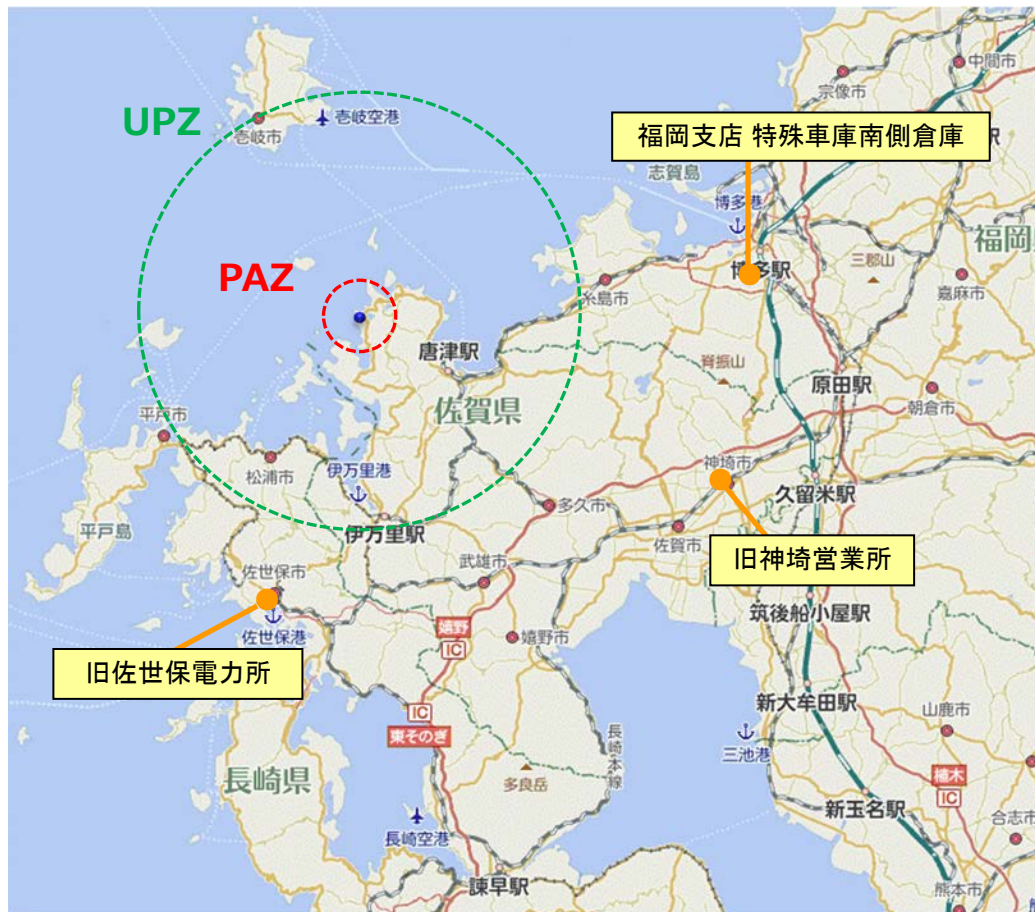 中間市
宗像市
UPZ
壱岐空港
壱岐市
福岡支店 特殊車庫南側倉庫
駅
志賀島
博多港
福岡
PAZ
博多駅
三郡山
糸島市
嘉麻市
唐津駅
脊振山
原田駅
佐賀県
朝倉市
平戸市
松浦市
伊万里港
神埼市
多久市
久留米駅
平戸島
伊万里駅
佐賀市
武雄市
旧神埼営業所
佐世保市
筑後船小屋駅
佐世保港
嬉野
IC
嬉野市
旧佐世保電力所
新大牟田駅
山鹿市
IC
東そのぎ
長崎本線
三池港
長崎県
多良岳
植木
IC
新玉名駅
長崎空港
合志市
諫早駅
熊本市